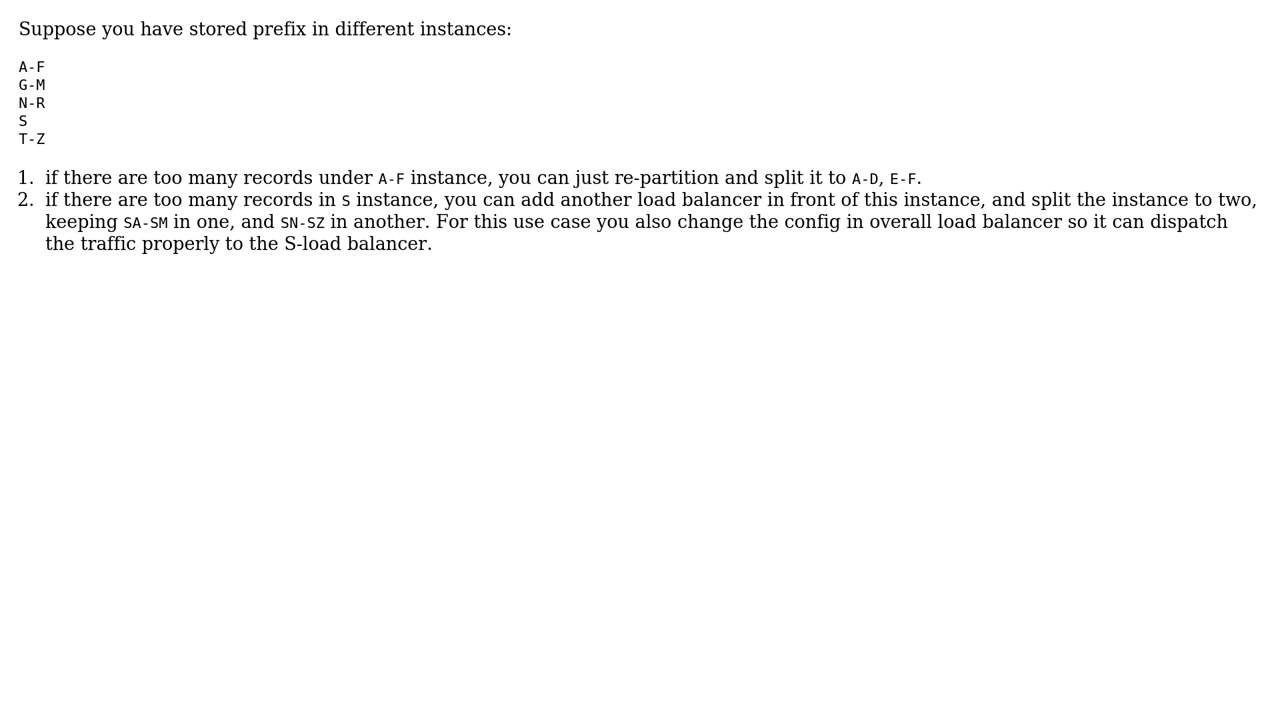 Suppose you have stored prefix in different instances:
A-F
G-M
N-R
S
T-Z
1. if there are too many records under A-F instance, you can just re-partition and split it to A-D, E-F.
2. if there are too many records in S instance, you can add another load balancer in front of this instance, and split the instance to two,
keeping SA-SM in one, and SN-SZ in another. For this use case you also change the config in overall load balancer so it can dispatch
the traffic properly to the S-load balancer.